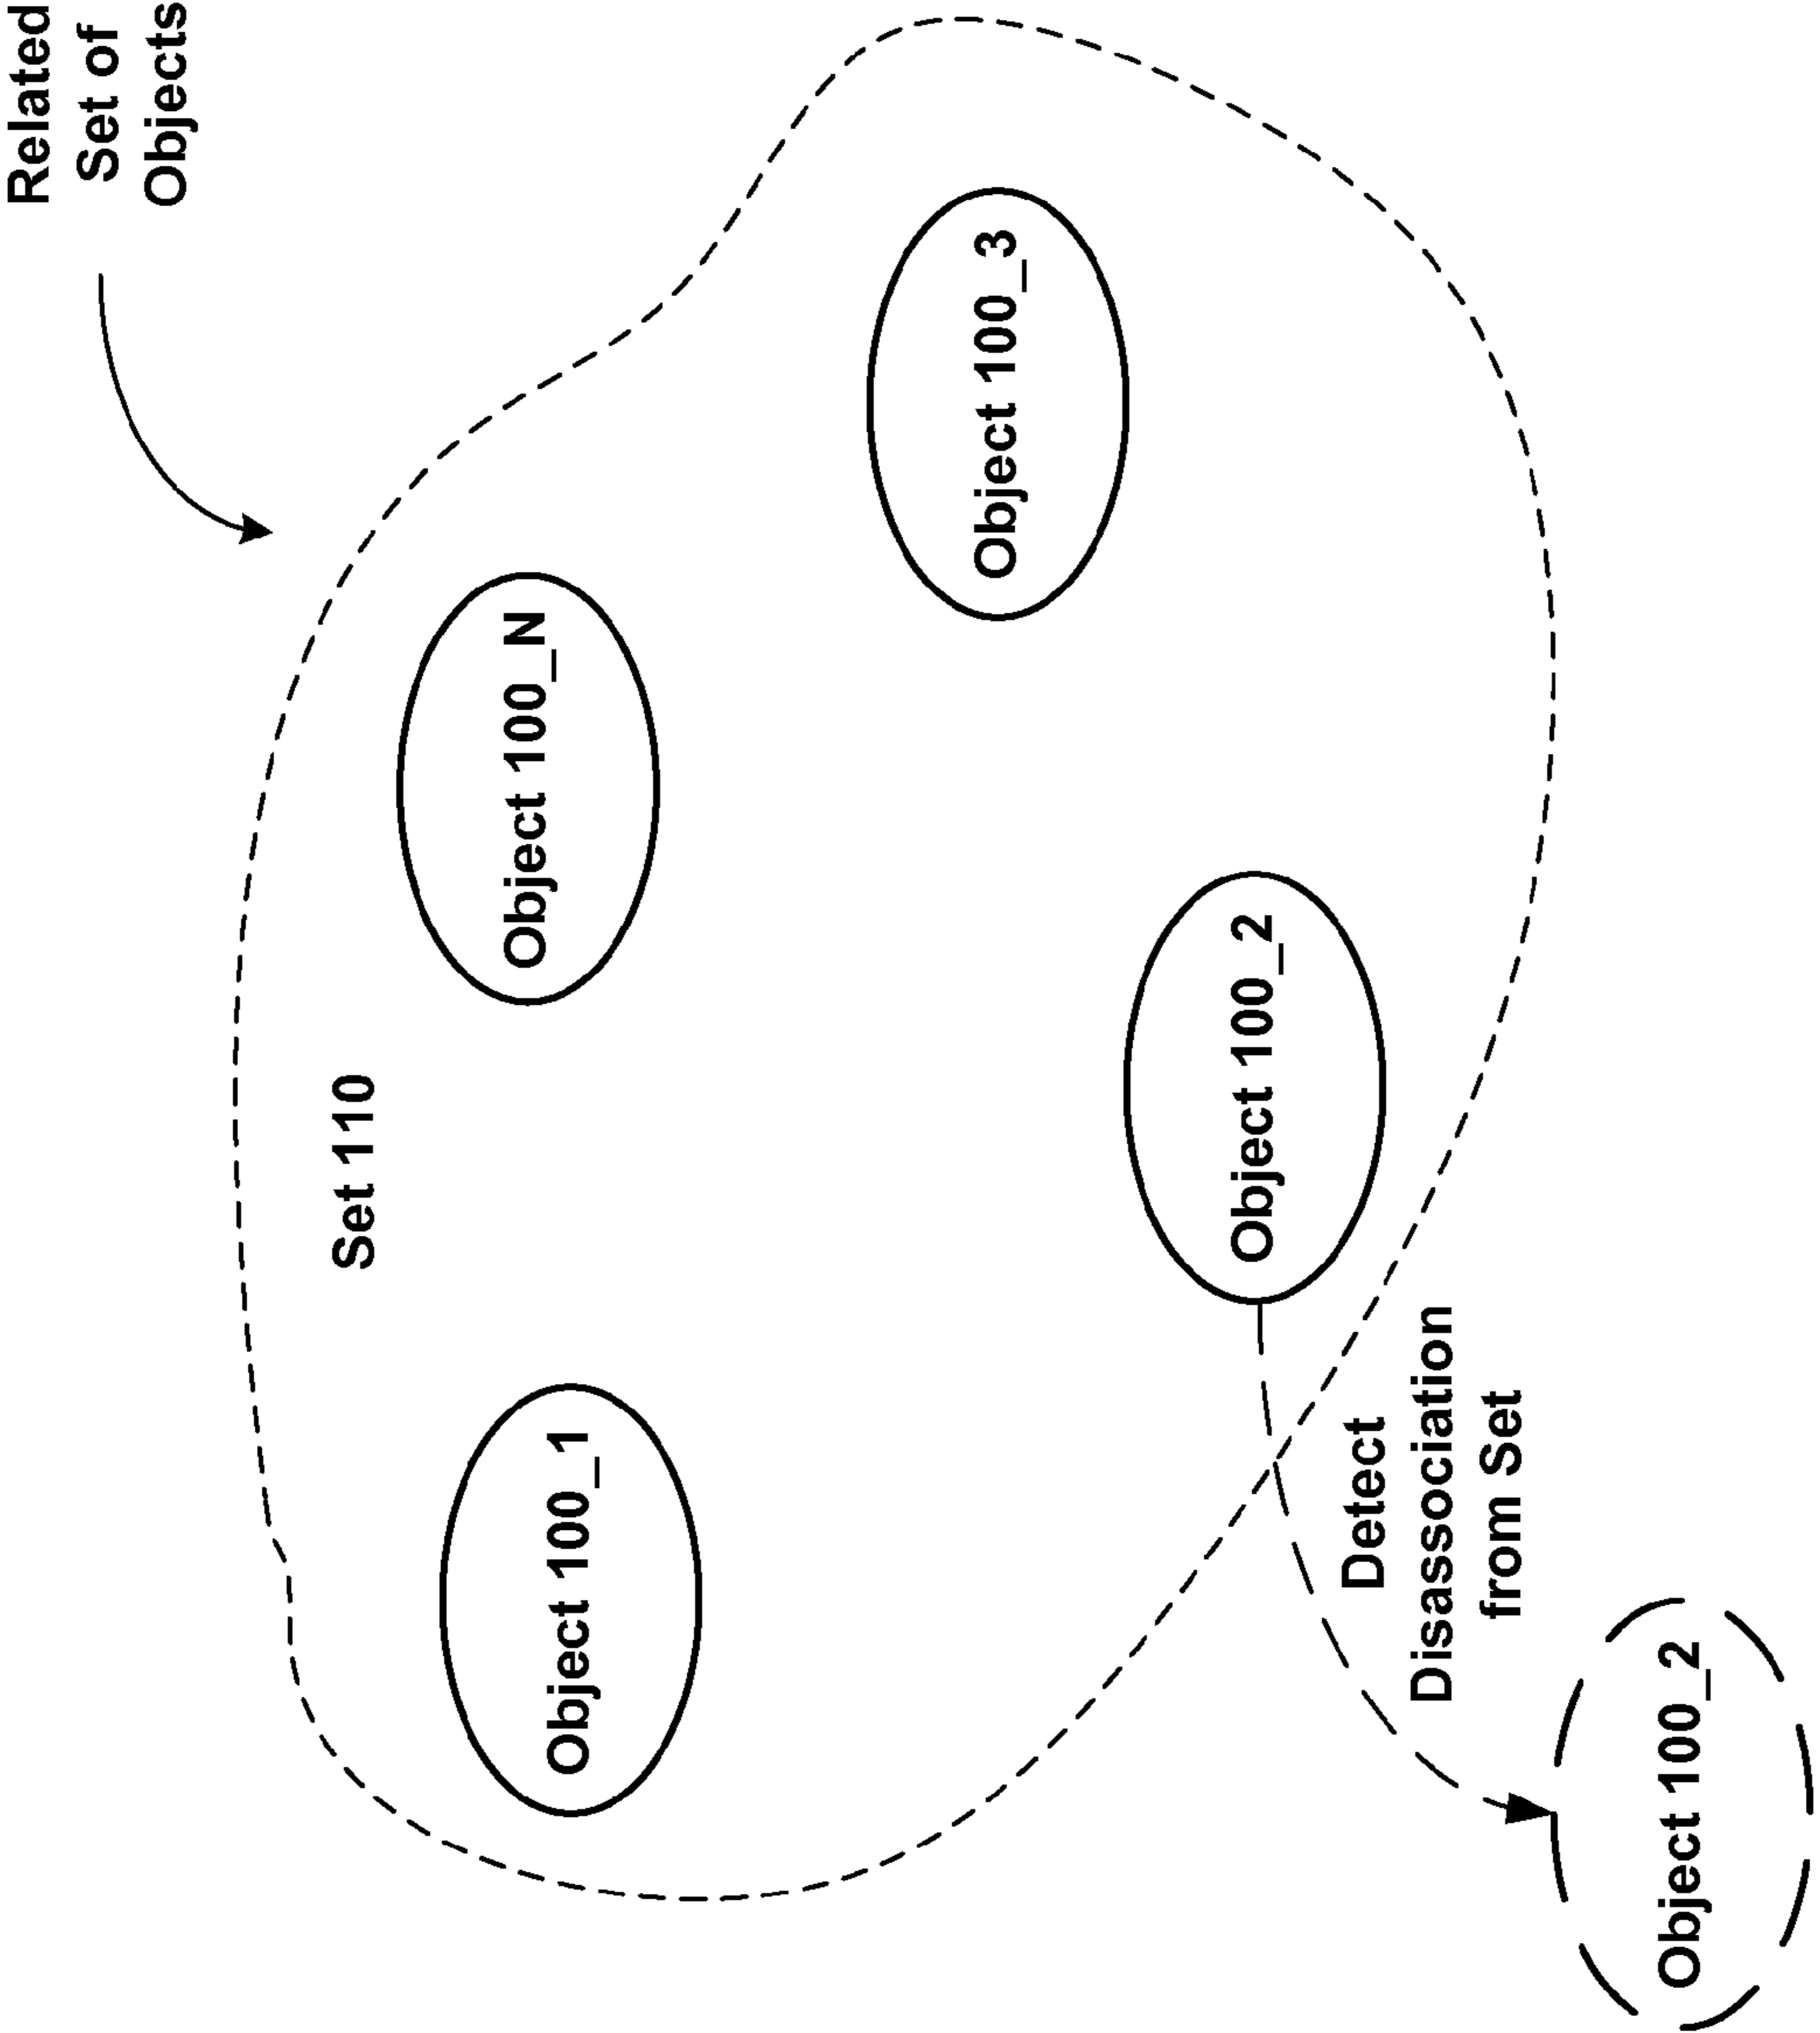 Related
Set of
Objects
Set 110
Object 100_1
Object 100_N
Object 100_3
Object 100_2
Detect
Disassociation
from Set
Object 100_2